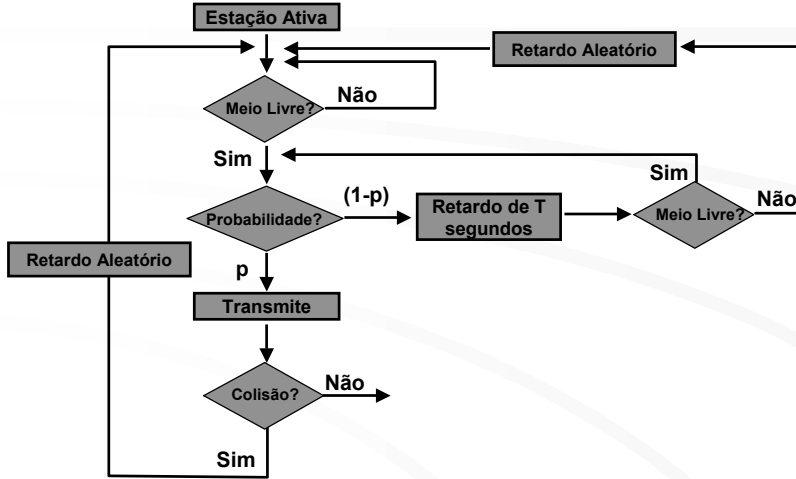 Estação Ativa
Retardo Aleatório
Meio Livre?
Não
Sim
Probabilidade?
(1-p)
Retardo de T
segundos
Sim
Meio Livre?
Não
Retardo Aleatório
p
Transmite
Colisão?
Não
Sim